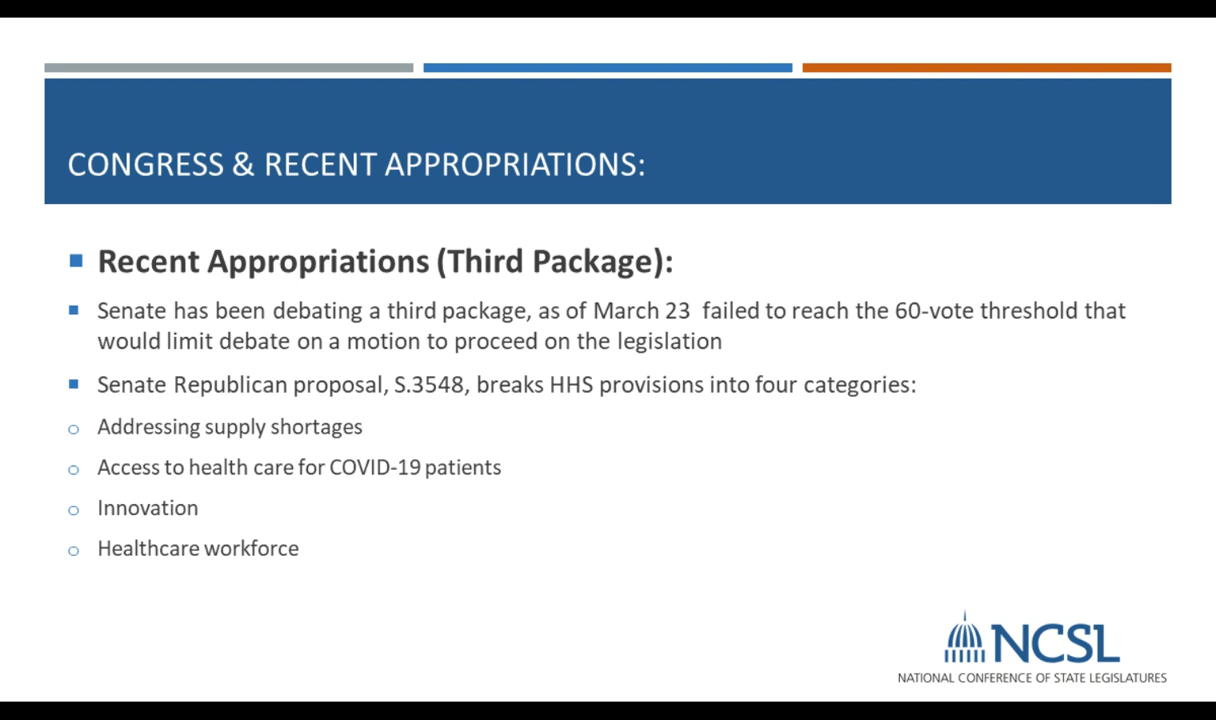 CONGRESS & RECENT APPROPRIATIONS:
Recent Appropriations (Third Package):
Senate has been debating a third package, as of March 23  failed to reach the 60-vote threshold that
would limit debate on a motion to proceed on the legislation
Senate Republican proposal, S.3548, breaks HHS provisions into four categories:
Addressing supply shortages
Access to health care for COVID-19 patients
Innovation
Healthcare workforce
NCSL
NATIONAL CONFERENCE OF STATE LEGISLATURES